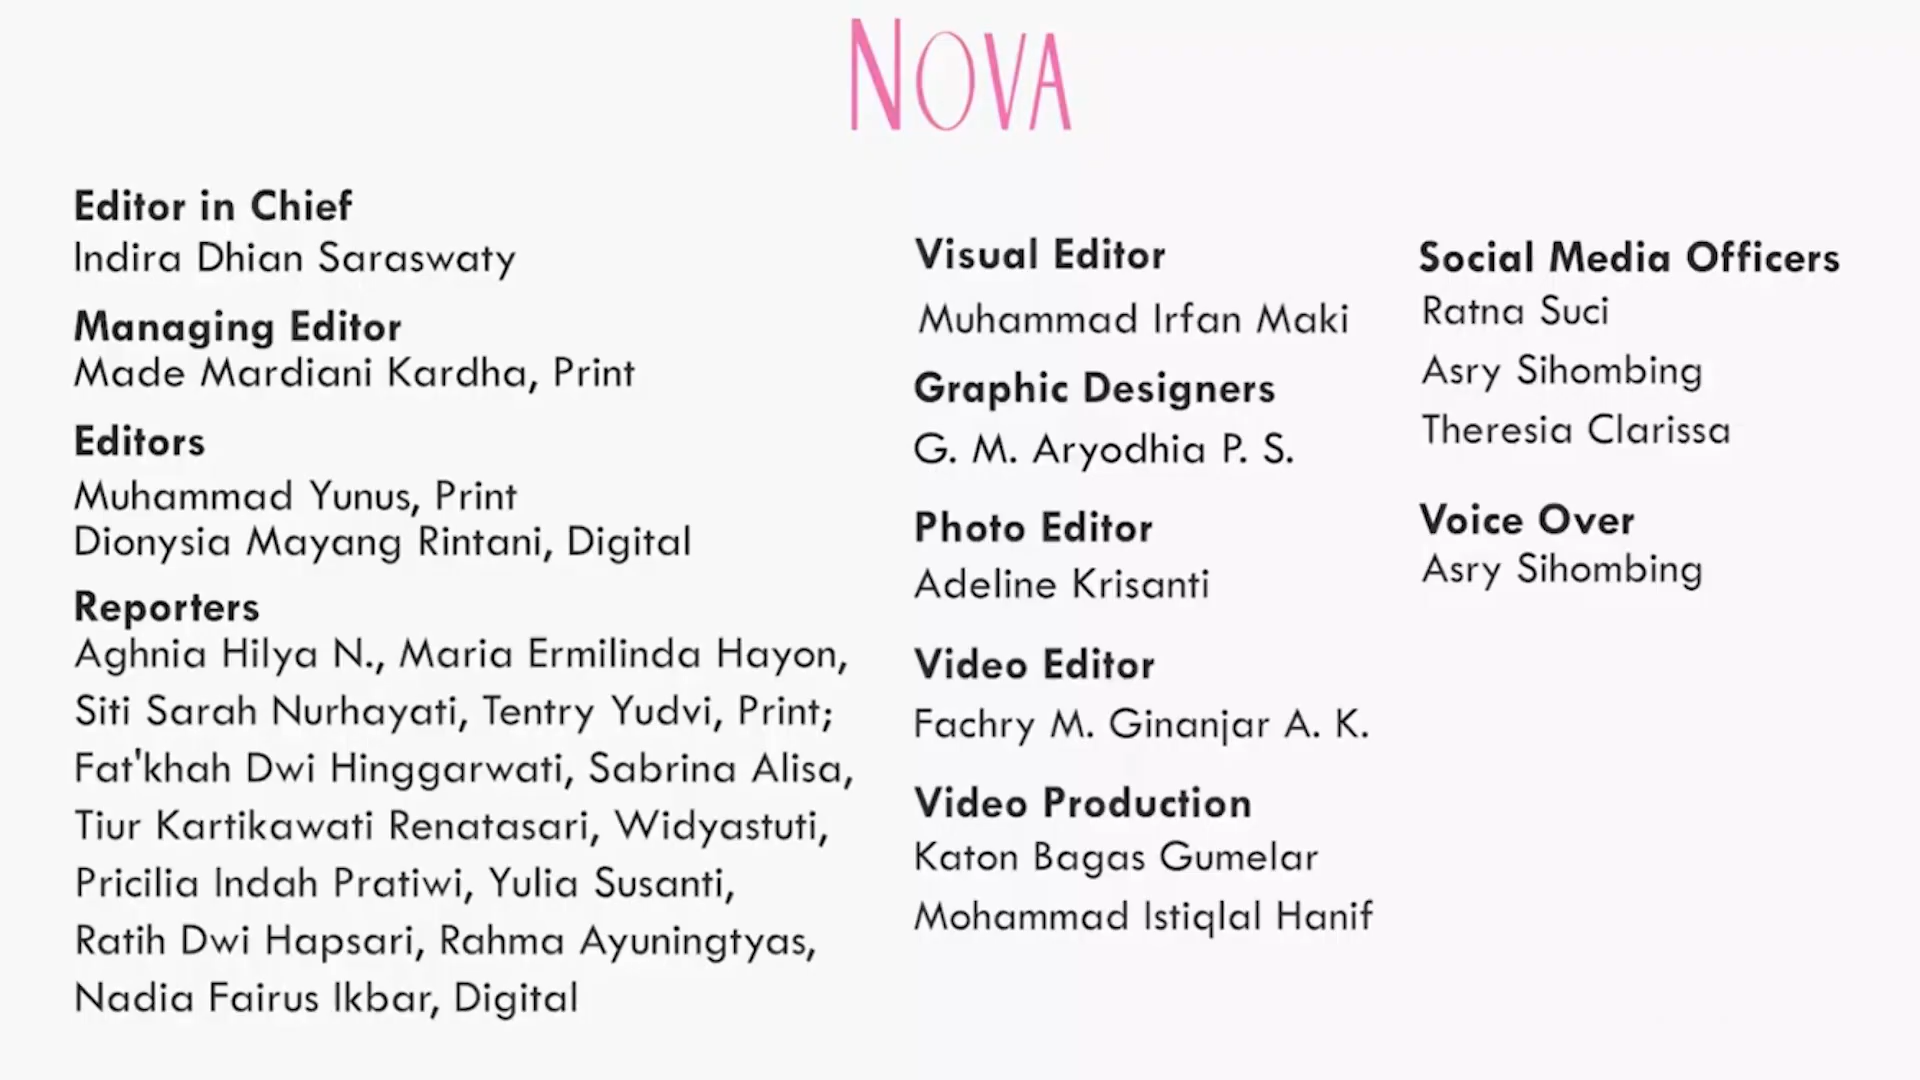 NOVA
Editor in Chief
Indira Dhian Saraswaty
Managing Editor
Made Mardiani Kardha, Print
Editors
Muhammad Yunus, Print
Dionysia Mayang Rintani, Digital
Reporters
Aghnia Hilya N., Maria Ermilinda Hayon,
Siti Sarah Nurhayati, Tentry Yudvi, Print;
Fat'khah Dwi Hinggarwati, Sabrina Alisa,
Tiur Kartikawati Renatasari, Widyastuti,
Pricilia Indah Pratiwi, Yulia Susanti,
Ratih Dwi Hapsari, Rahma Ayuningtyas,
Nadia Fairus Ikbar, Digital
Visual Editor
Muhammad Irfan Maki
Graphic Designers
G. M. Aryodhia P. S.
Photo Editor
Adeline Krisanti
Video Editor
Fachry M. Ginanjar A. K.
Video Production
Katon Bagas Gumelar
Mohammad Istiqlal Hanif
Social Media Officers
Ratna Suci
Asry Sihombing
Theresia Clarissa
Voice Over
Asry Sihombing